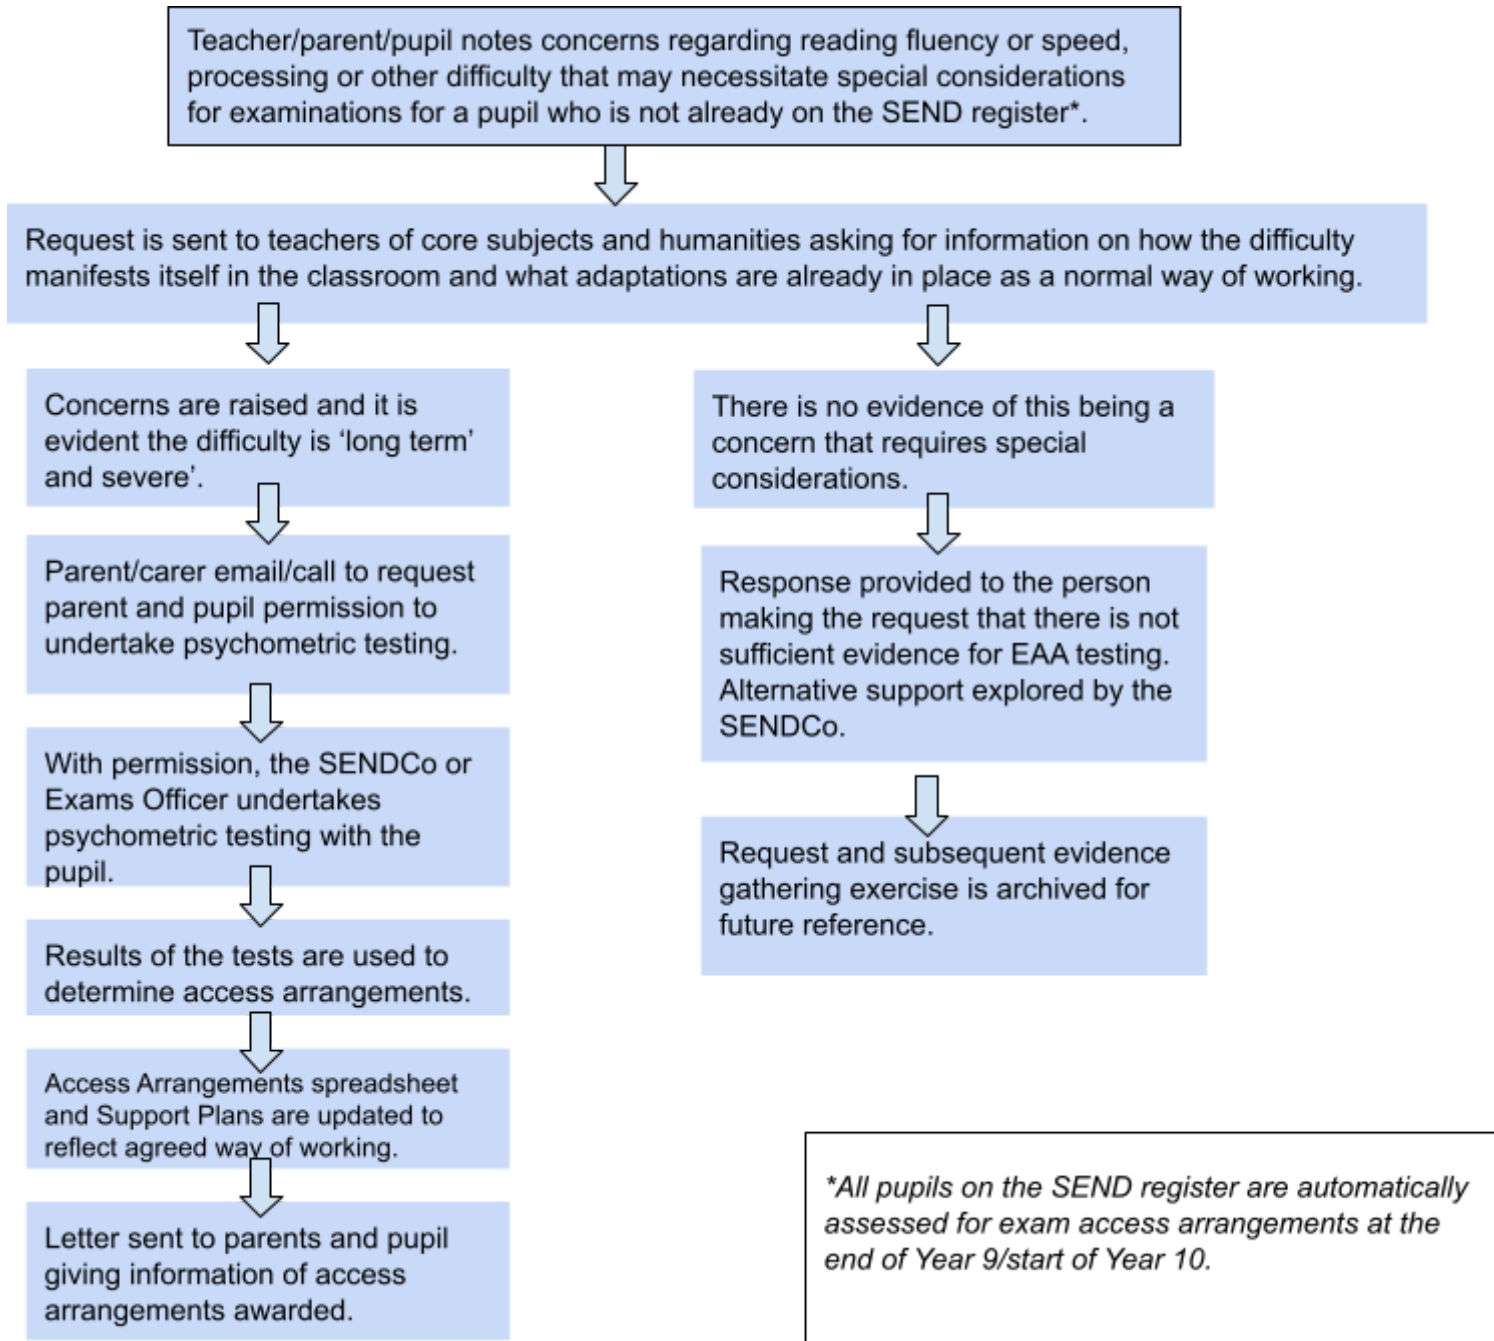 Teacher/parent/pupil notes concerns regarding reading fluency or speed,
processing or other difficulty that may necessitate special considerations
for examinations for a pupil who is not already on the SEND register*.
Request is sent to teachers of core subjects and humanities asking for information on how the difficulty
manifests itself in the classroom and what adaptations are already in place as a normal way of working.
Concerns are raised and it is
evident the difficulty is ‘long term’
and severe’.
Parent/carer email/call to request
parent and pupil permission to
undertake psychometric testing.
With permission, the SENDCo or
Exams Officer undertakes
psychometric testing with the
pupil.
Results of the tests are used to
determine access arrangements.
Access Arrangements spreadsheet
and Support Plans are updated to
reflect agreed way of working.
Letter sent to parents and pupil
giving information of access
arrangements awarded.
There is no evidence of this being a
concern that requires special
considerations.
Response provided to the person
making the request that there is not
sufficient evidence for EAA testing.
Alternative support explored by the
SENDCo.
Request and subsequent evidence
gathering exercise is archived for
future reference.
*All pupils on the SEND register are automatically
assessed for exam access arrangements at the
end of Year 9/start of Year 10.